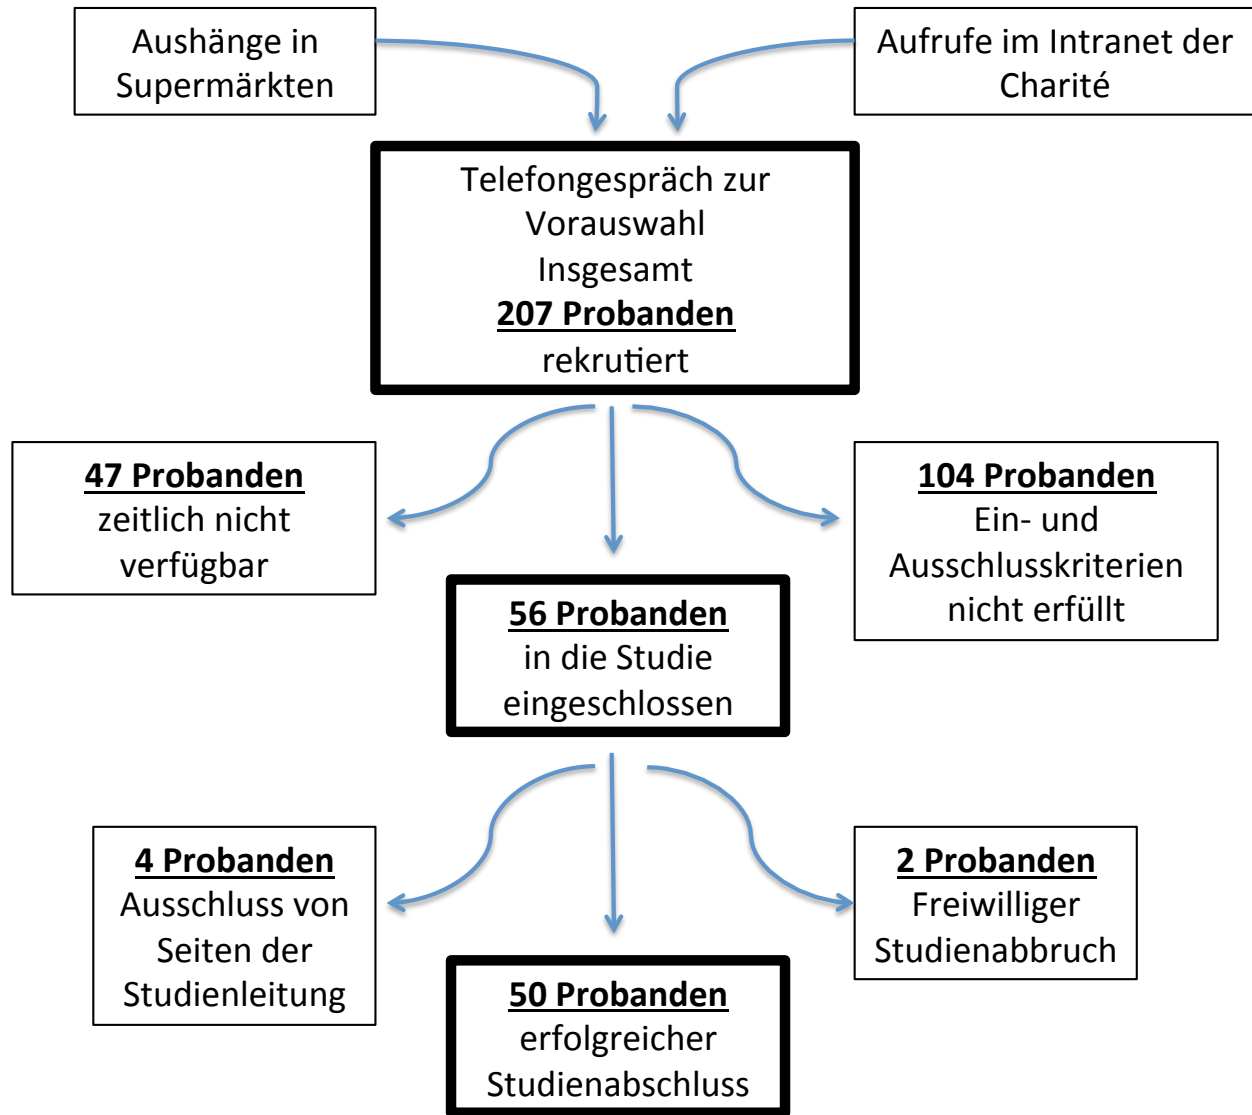 Aushänge in
Supermärkten
Aufrufe im Intranet der
Charité
Telefongespräch zur
Vorauswahl
Insgesamt
207 Probanden
rekrutiert
47 Probanden
zeitlich nicht
verfügbar
104 Probanden
Ein- und
Ausschlusskriterien
nicht erfüllt
56 Probanden
in die Studie
eingeschlossen
4 Probanden
Ausschluss von
Seiten der
Studienleitung
2 Probanden
Freiwilliger
Studienabbruch
50 Probanden
erfolgreicher
Studienabschluss